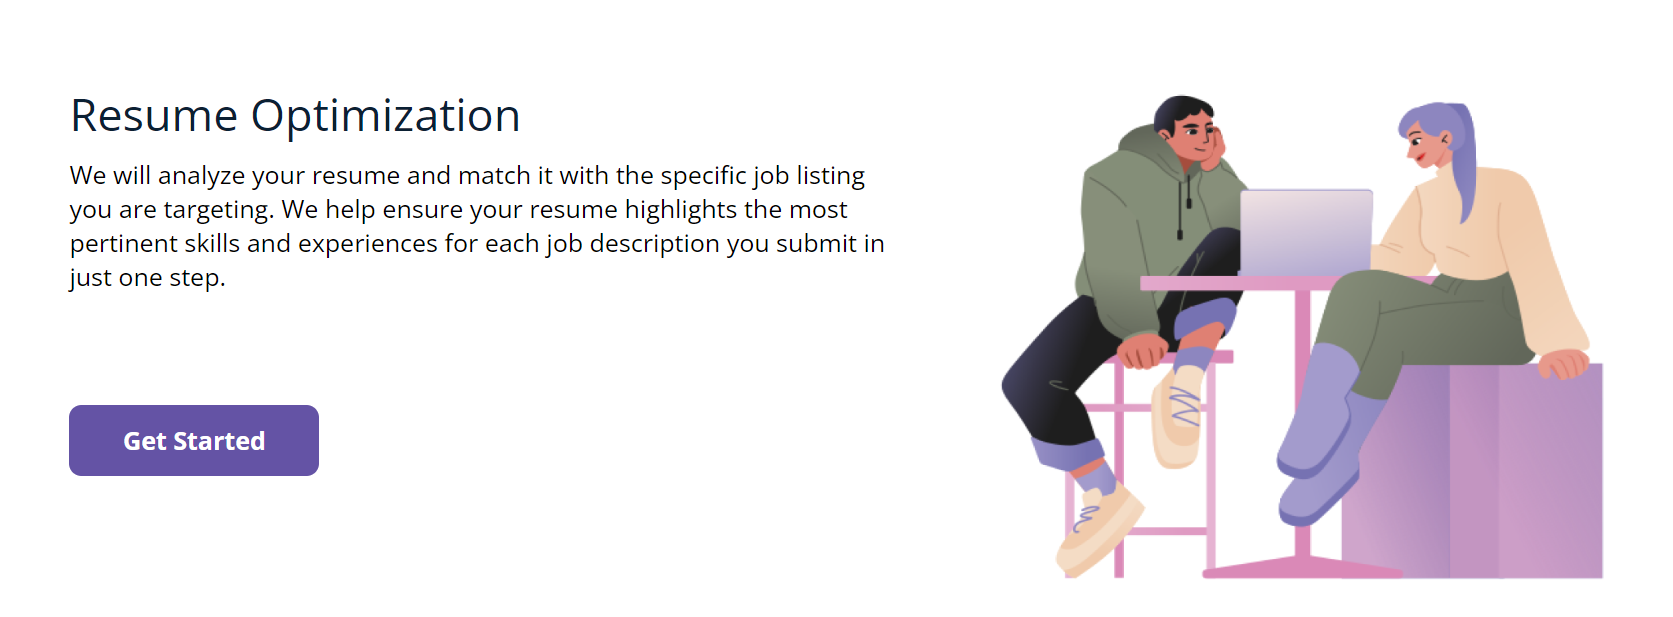 Resume Optimization
We will analyze your resume and match it with the specific job listing
you are targeting. We help ensure your resume highlights the most
pertinent skills and experiences for each job description you submit in
just one step.
Get Started